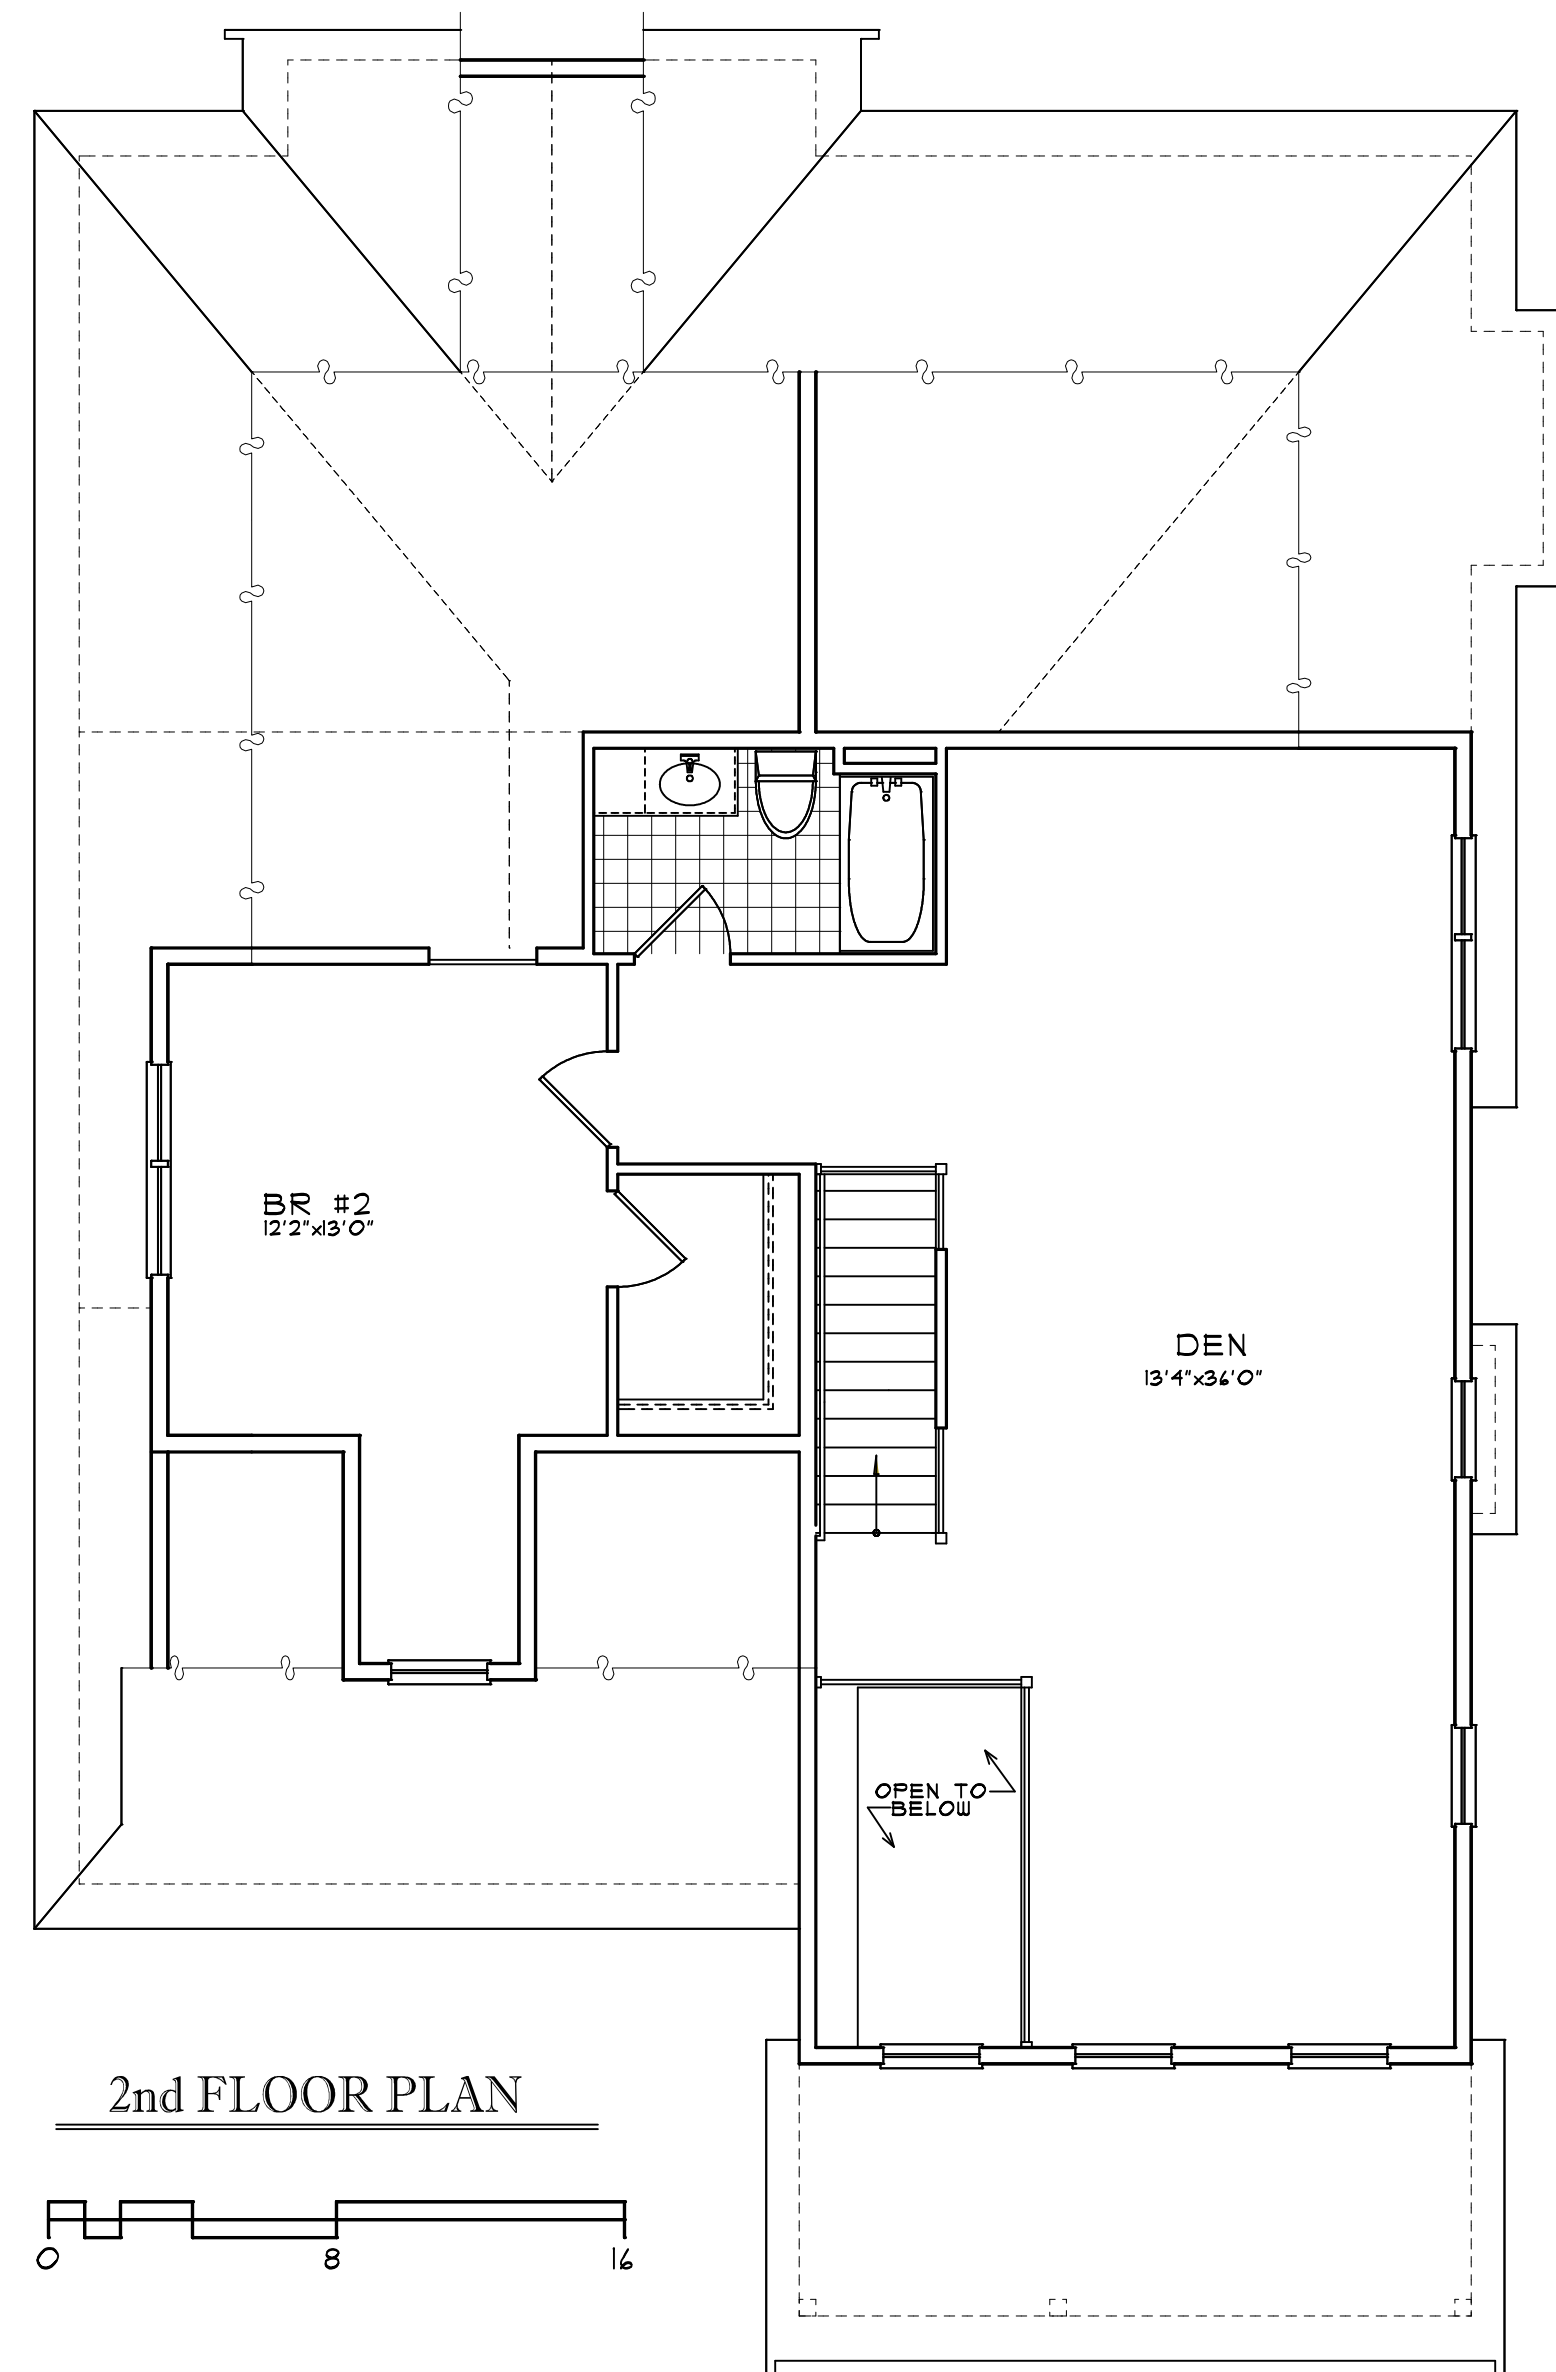 BR #2
12'2"x13'0"
DEN
13'4"x36'0"
OPEN TO
BELOW
2nd FLOOR PLAN
0 8 16